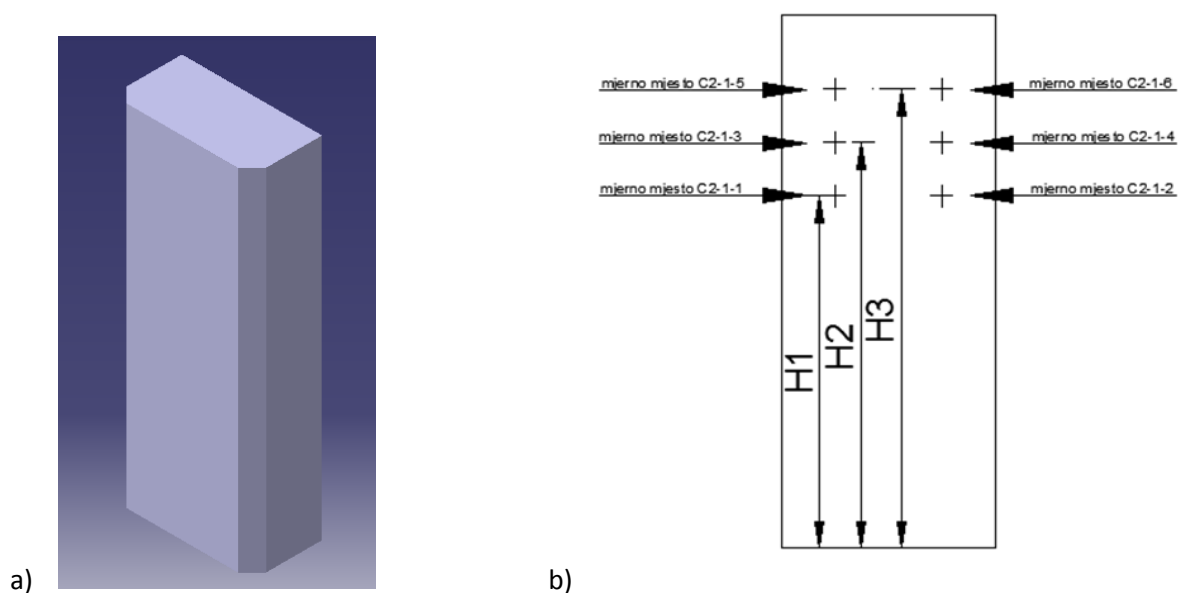 mjerno mjesto C2-1-5
mjerno mjesto C2-1-6
mjerno mjesto C2-1-3
mjerno mjesto C2-1-4
mjerno mjesto C2-1-1
mjerno mjesto C2-1-2
H1
H2
H3
a)
b)